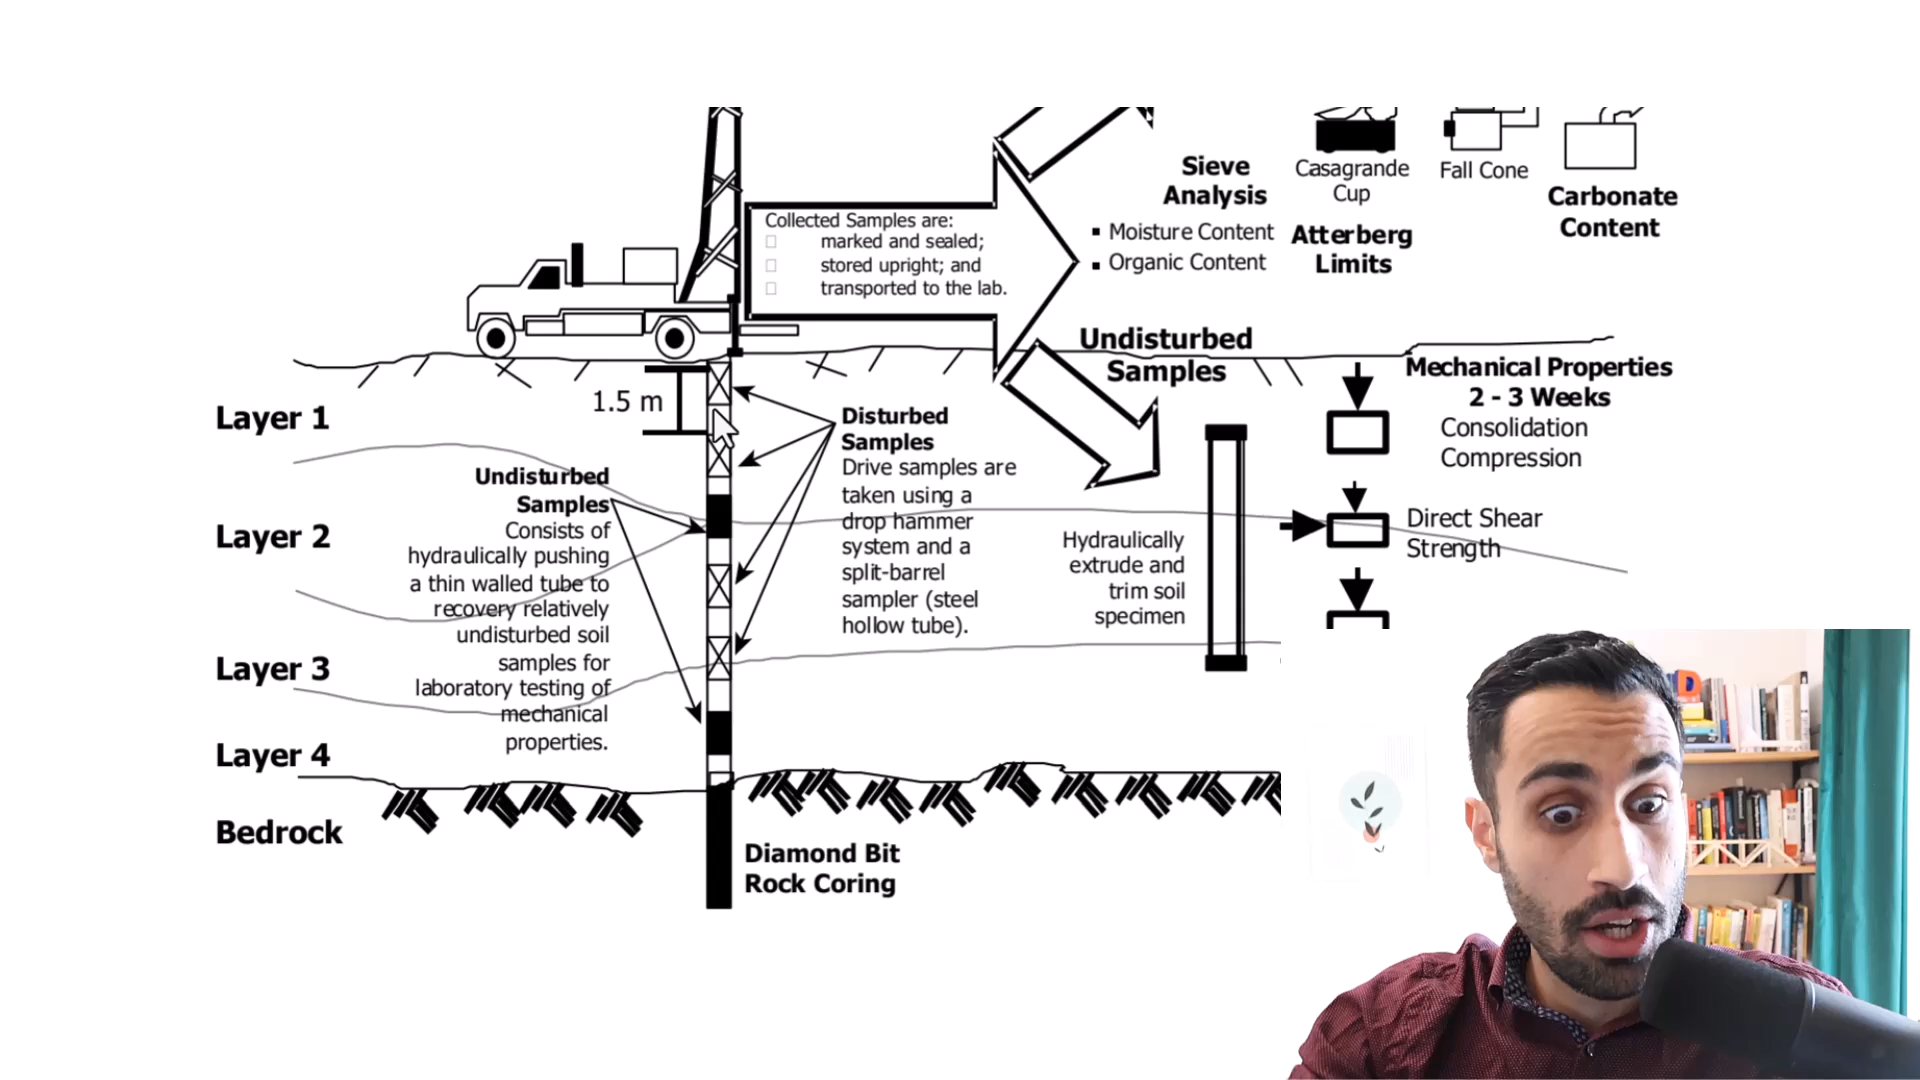 Collected Samples are:
marked and sealed;
stored upright; and
transported to the lab.
Sieve
Analysis
▪ Moisture Content
▪ Organic Content
Casagrande
Cup
Atterberg
Limits
Fall Cone
Carbonate
Content
Undisturbed
Samples
Mechanical Properties
2 - 3 Weeks
Consolidation
Compression
Direct Shear
Strength
1.5 m
Layer 1
Layer 2
Layer 3
Layer 4
Bedrock
Undisturbed
Samples
Consists of
hydraulically pushing
a thin walled tube to
recovery relatively
undisturbed soil
samples for
laboratory testing of
mechanical
properties.
Disturbed
Samples
Drive samples are
taken using a
drop hammer
system and a
split-barrel
sampler (steel
hollow tube).
Hydraulically
extrude and
trim soil
specimen
Diamond Bit
Rock Coring